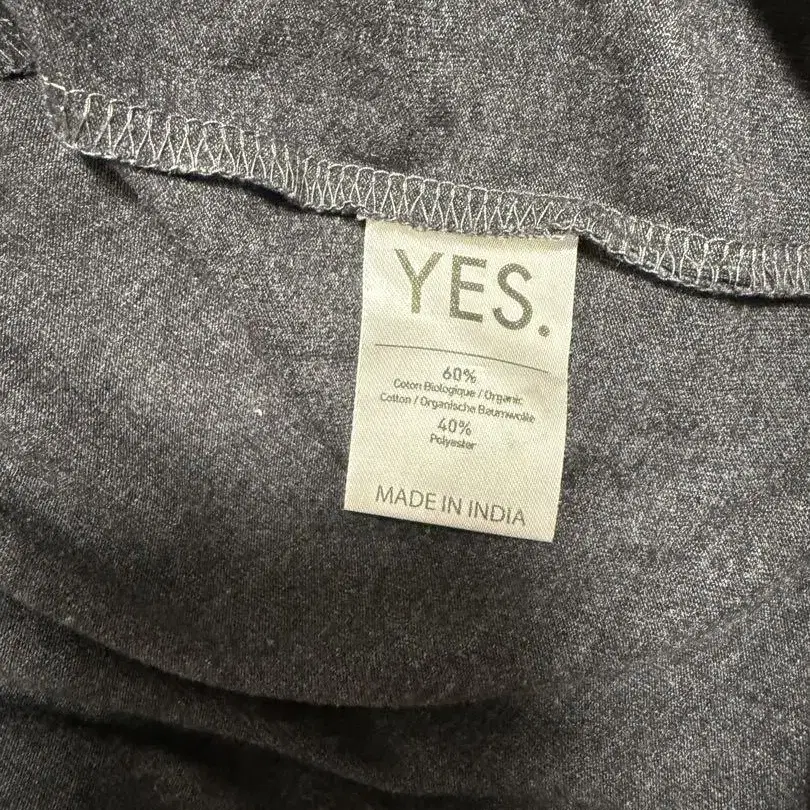 YES.
60%
Coton Biologique / Organic
Cotton / Organische Baumwolle
40%
Polyester
MADE IN INDIA